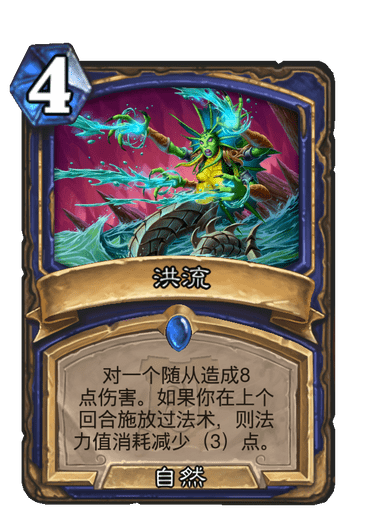 4
洪流
对一个随从造成8
点伤害。如果你在上个
回合施放过法术，则法
力值消耗减少（3）点。
自然